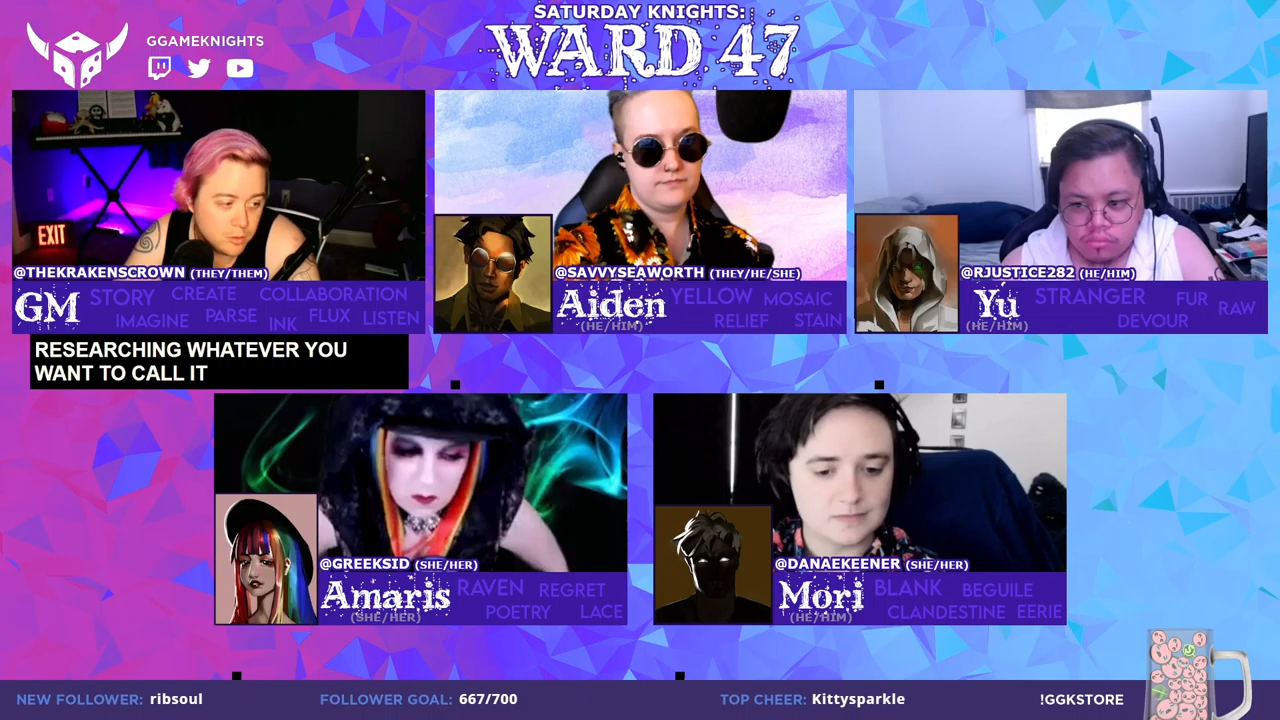 SATURDAY KNIGHTS:
WARD 47
GGAMEKNIGHTS
EXIT
@THEKRAKENSCROWN (THEY/THEM)
GM
STORY CREATE COLLABORATION
IMAGINE PARSE INK FLUX LISTEN
@SAVVYSEAWORTH (THEY/HE/SHE)
Aiden
(HE/HIM)
YELLOW MOSAIC
RELIEF STAIN
@RJUSTICE282 (HE/HIM)
Yu
(HE/HIM)
STRANGER FUR RAW
DEVOUR
RESEARCHING WHATEVER YOU
WANT TO CALL IT
@GREEKSID (SHE/HER)
Amaris
(SHE/HER)
RAVEN REGRET
POETRY LACE
@DANAEKEENER (SHE/HER)
Mori
(HE/HIM)
BLANK BEGUILE
CLANDESTINE EERIE
NEW FOLLOWER: ribsoul
FOLLOWER GOAL: 667/700
TOP CHEER: Kittysparkle
!GGKSTORE